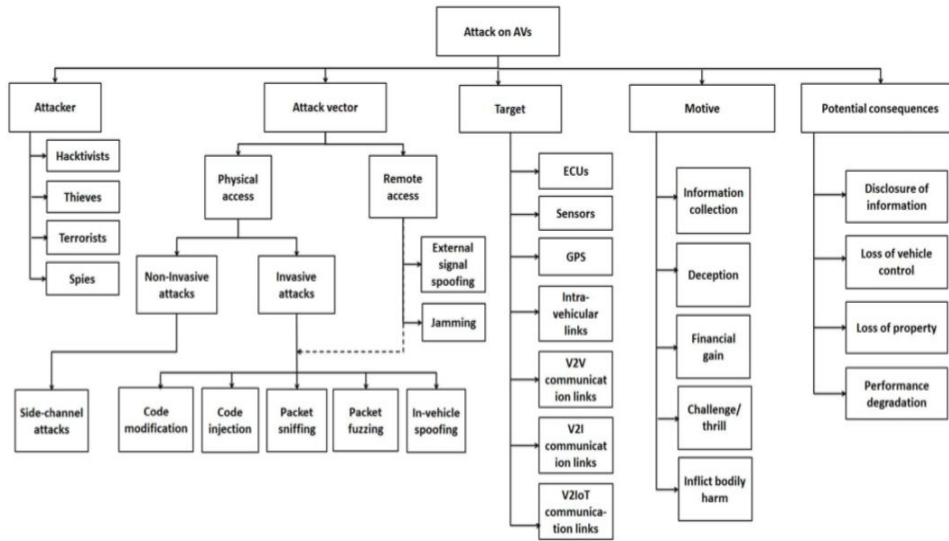 Attack on AVs
Attacker
Hacktivists
Thieves
Terrorists
Spies
Attack vector
Physical
access
Remote
access
Non-Invasive
attacks
Invasive
attacks
External
signal
spoofing
Jamming
Side-channel
attacks
Code
modification
Code
injection
Packet
sniffing
Packet
fuzzing
In-vehicle
spoofing
Target
ECUs
Sensors
GPS
Intra-
vehicular
links
V2V
communicat
ion links
V2I
communicat
ion links
V2IoT
communica-
tion links
Motive
Information
collection
Deception
Financial
gain
Challenge/
thrill
Inflict bodily
harm
Potential consequences
Disclosure of
information
Loss of vehicle
control
Loss of property
Performance
degradation